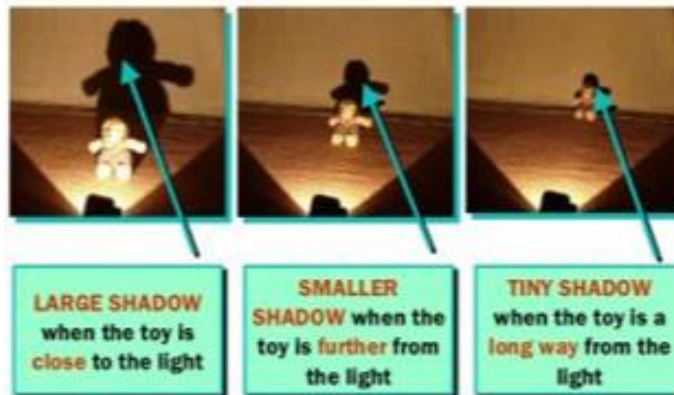 LARGE SHADOW
when the toy is
close to the light
SMALLER
SHADOW when the
toy is further from
the light
TINY SHADOW
when the toy is a
long way from the
light